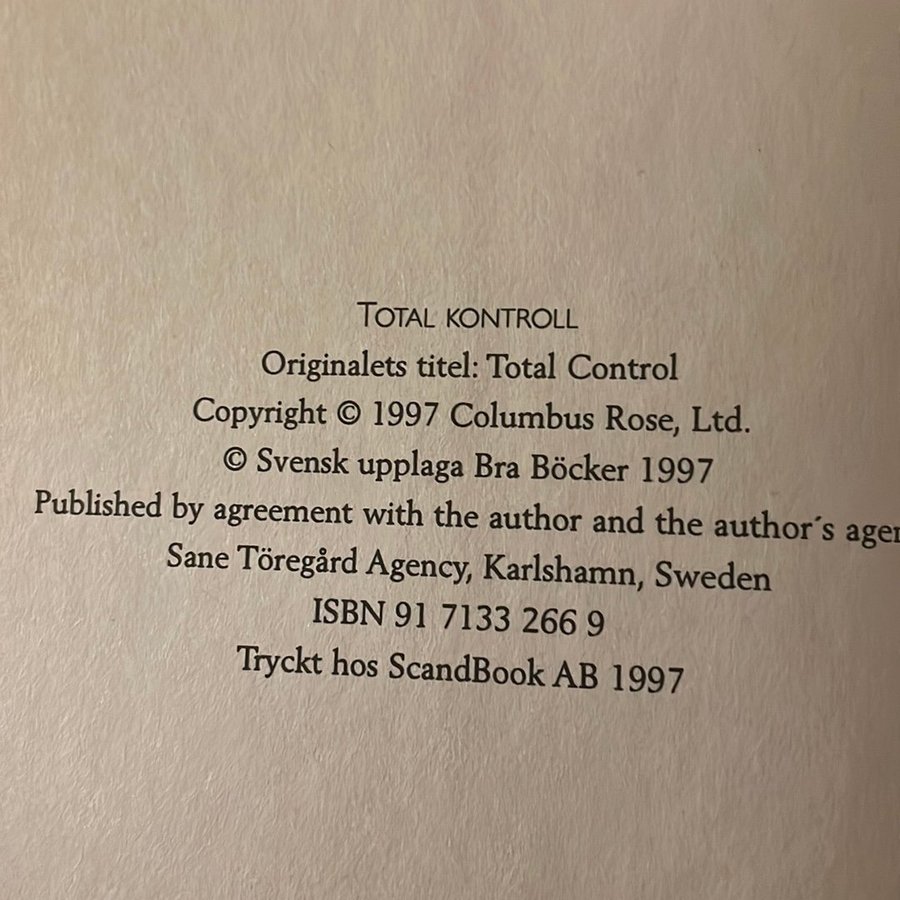 TOTAL KONTROLL
Originalets titel: Total Control
Copyright © 1997 Columbus Rose, Ltd.
© Svensk upplaga Bra Böcker 1997
Published by agreement with the author and the author´s
Sane Töregård Agency, Karlshamn, Sweden
ISBN 91 7133 266 9
Tryckt hos ScandBook AB 1997